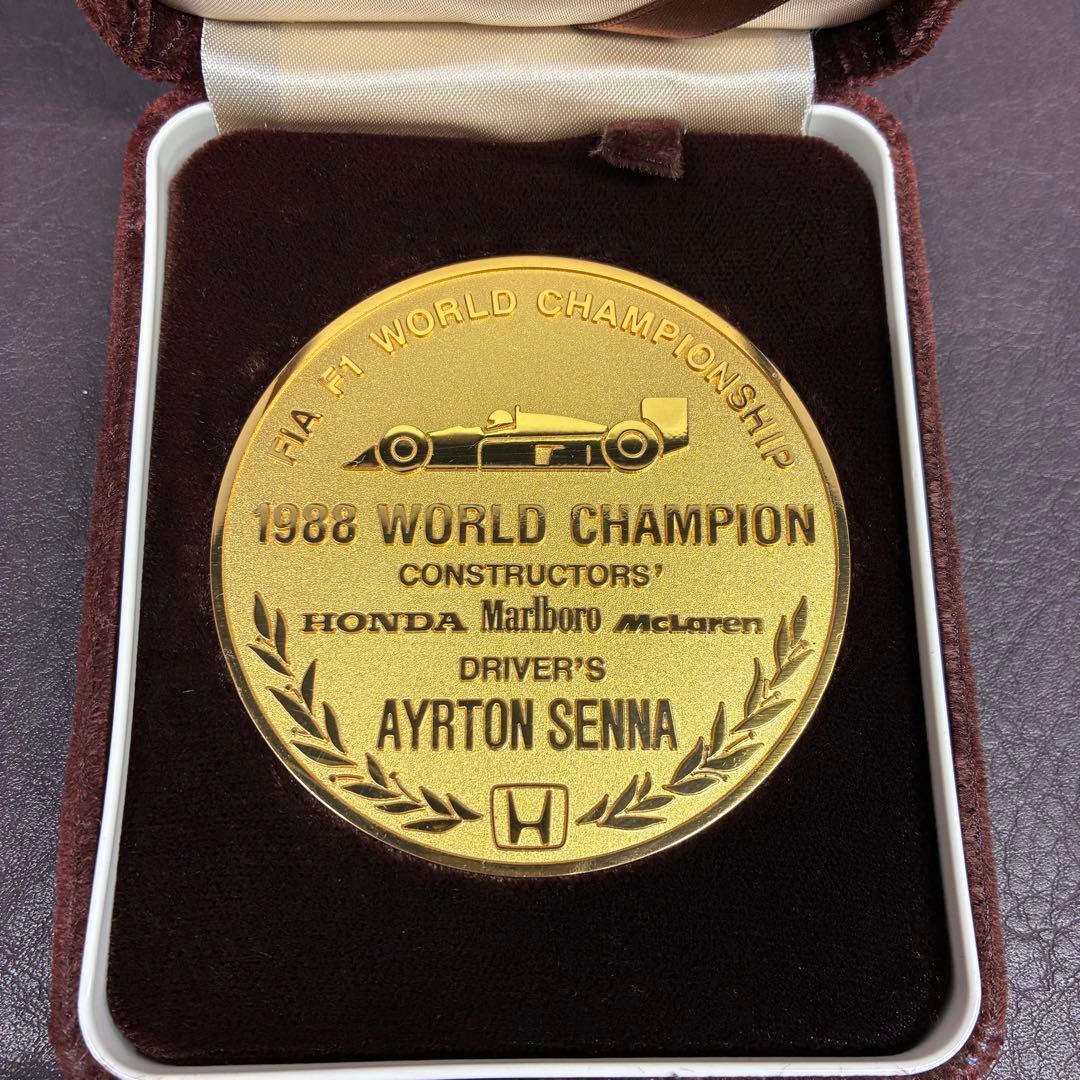 FIA F1 WORLD CHAMPIONSHIP
1988 WORLD CHAMPION
CONSTRUCTORS'
HONDA Marlboro McLaren
DRIVER'S
AYRTON SENNA